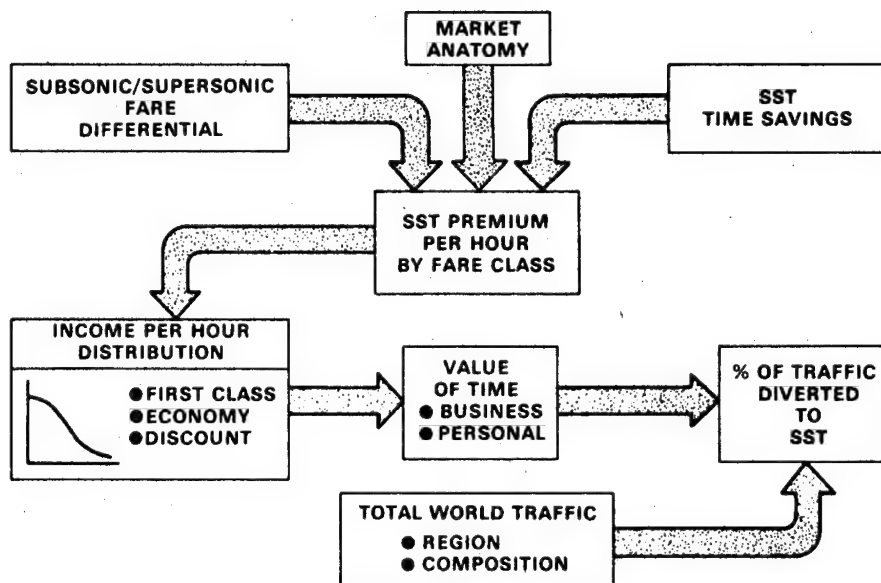 MARKET
ANATOMY
SUBSONIC/SUPERSONIC
FARE
DIFFERENTIAL
SST
TIME SAVINGS
SST PREMIUM
PER HOUR
BY FARE CLASS
INCOME PER HOUR
DISTRIBUTION
● FIRST CLASS
● ECONOMY
● DISCOUNT
VALUE
OF TIME
● BUSINESS
● PERSONAL
% OF TRAFFIC
DIVERTED
TO
SST
TOTAL WORLD TRAFFIC
● REGION
● COMPOSITION